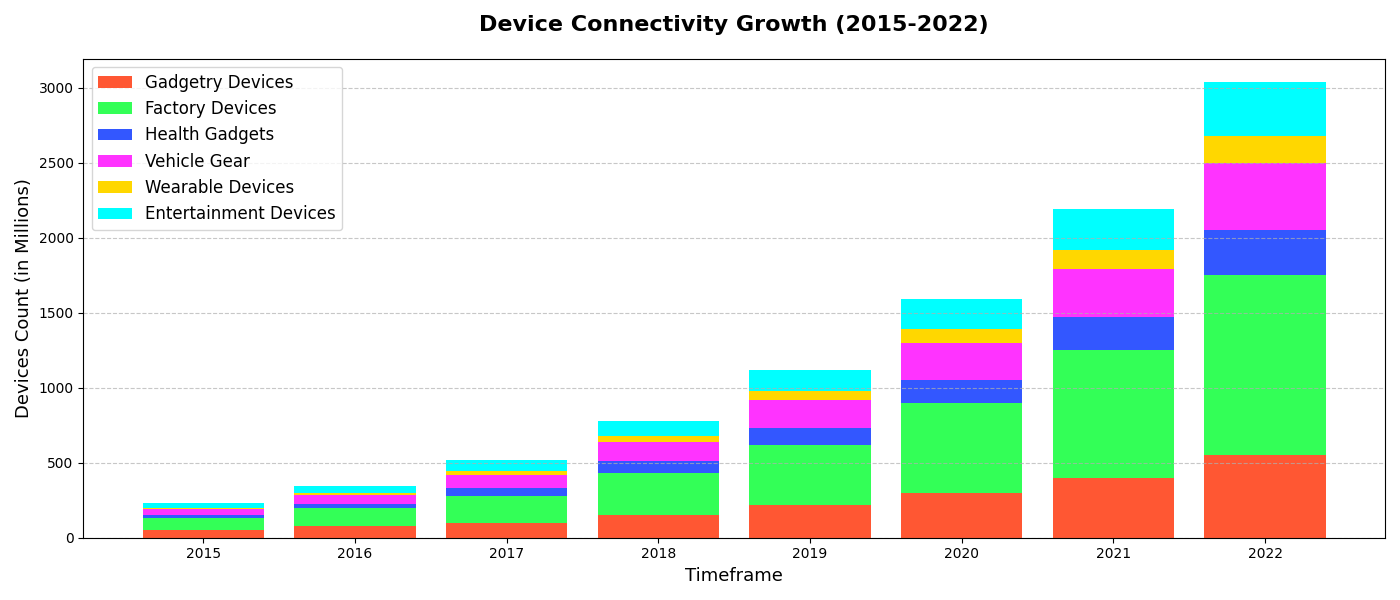 Device Connectivity Growth (2015-2022)
Gadgetry Devices
Factory Devices
Health Gadgets
Vehicle Gear
Wearable Devices
Entertainment Devices
Devices Count (in Millions)
3000
2500
2000
1500
1000
500
0
2015 2016 2017 2018 2019 2020 2021 2022
Timeframe